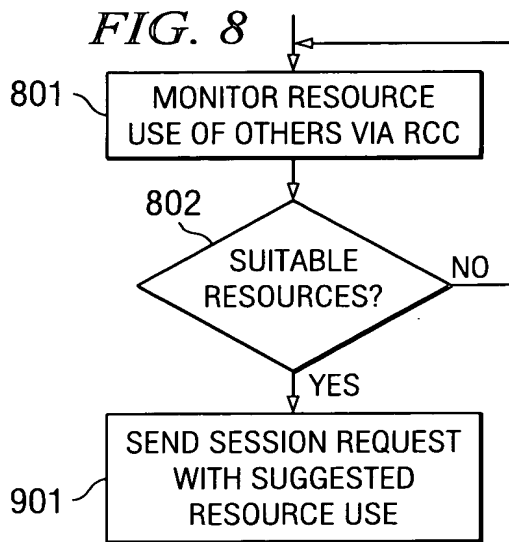 FIG. 8
801
MONITOR RESOURCE
USE OF OTHERS VIA RCC
802
SUITABLE
RESOURCES?
NO
YES
901
SEND SESSION REQUEST
WITH SUGGESTED
RESOURCE USE